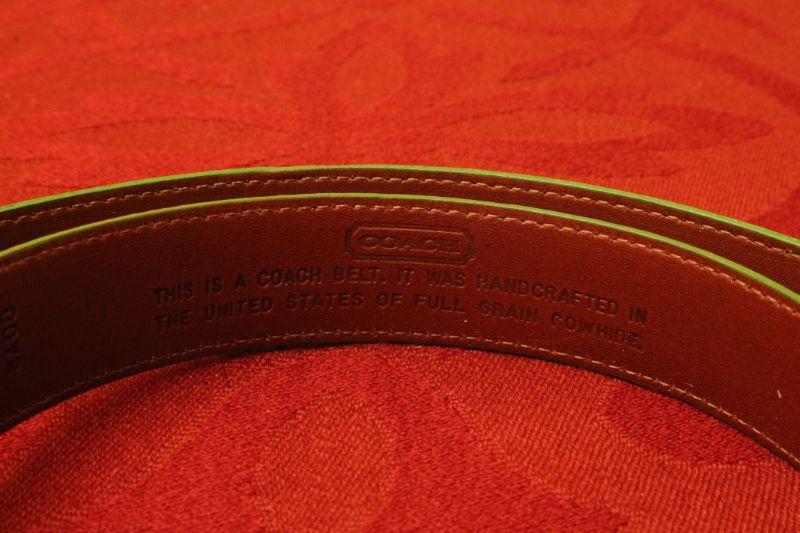 COACH
THIS IS A COACH BELT. IT WAS HANDCRAFTED IN
THE UNITED STATES OF FULL GRAIN COWHIDE.